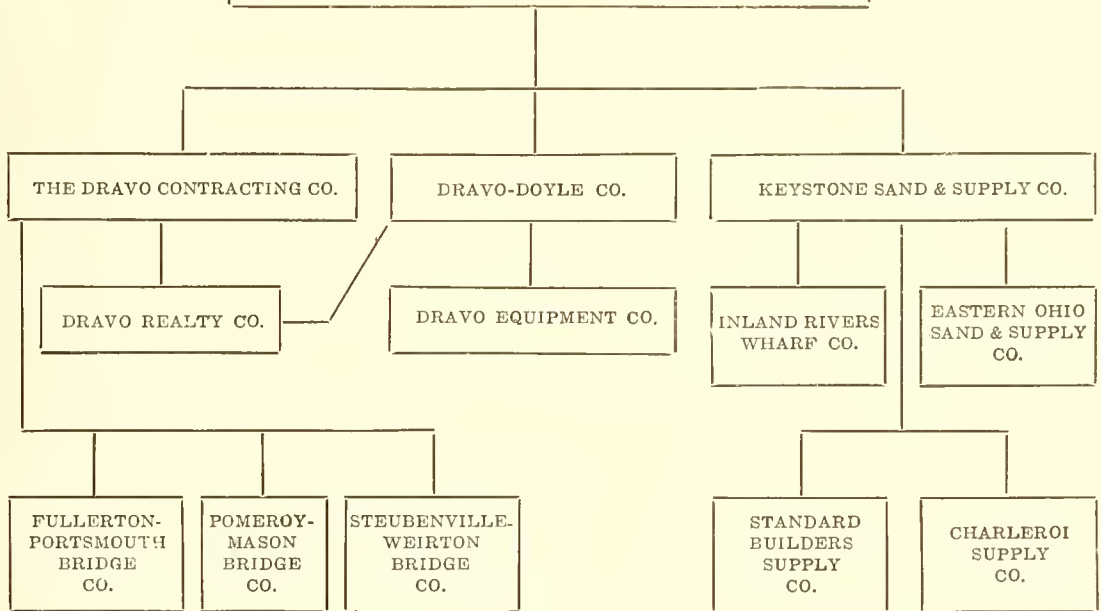 THE DRAVO CONTRACTING CO.
DRAVO-DOYLE CO.
KEYSTONE SAND & SUPPLY CO.
DRAVO REALTY CO.
DRAVO EQUIPMENT CO.
INLAND RIVERS
WHARF CO.
EASTERN OHIO
SAND & SUPPLY
CO.
FULLERTON-
PORTSMOUTH
BRIDGE
CO.
POMEROY-
MASON
BRIDGE
CO.
STEUBENVILLE-
WEIRTON
BRIDGE
CO.
STANDARD
BUILDERS
SUPPLY
CO.
CHARLEROI
SUPPLY
CO.